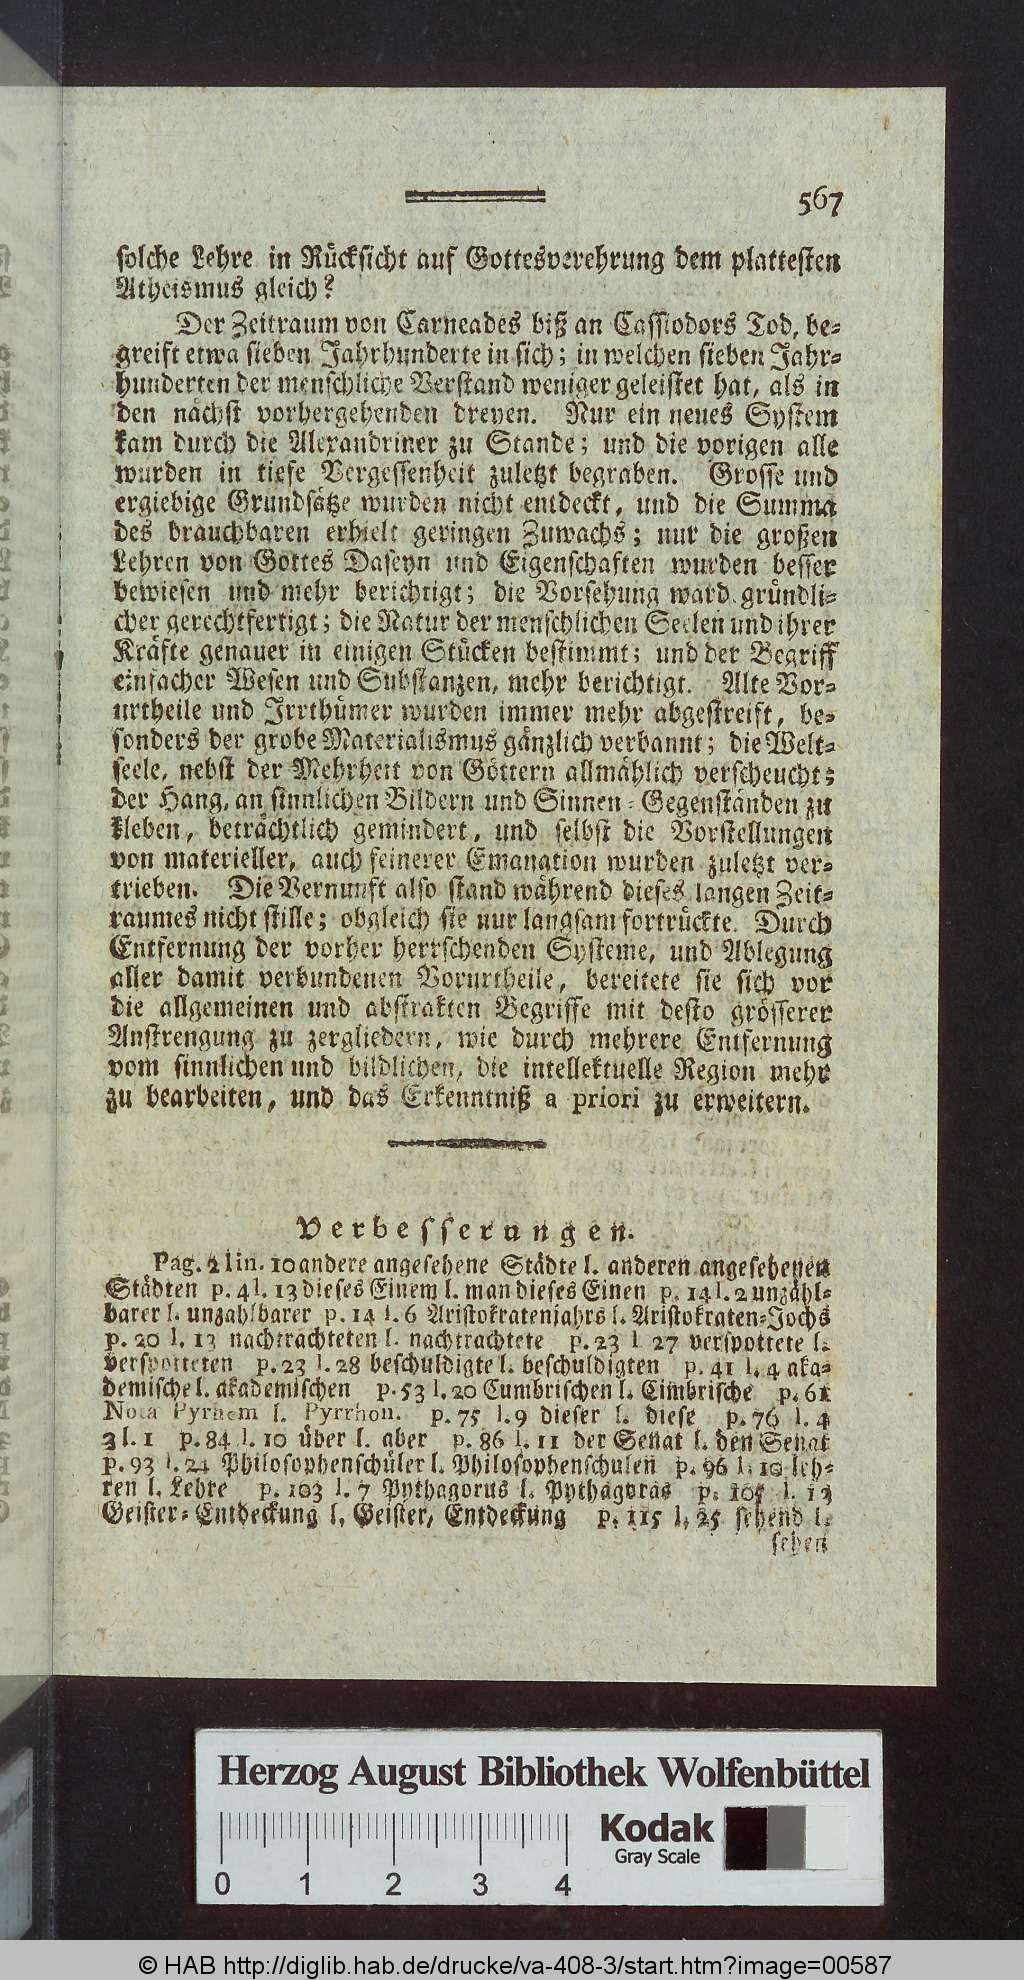 567
solche Lehre in Rücksicht auf Gottesverehrung dem plattesten
Atheismus gleich?
Der Zeitraum von Carneades biß an Cassiodors Tod, be-
greift etwa sieben Jahrhunderte in sich; in welchen sieben Jahr-
hunderten der menschliche Verstand weniger geleistet hat, als in
den nächst vorhergehenden dreyen. Nur ein neues System
kam durch die Alexandriner zu Stande; und die vorigen alle
wurden in tiefe Vergessenheit zuletzt begraben. Grosse und
ergiebige Grundsätze wurden nicht entdeckt, und die Summa
des brauchbaren erhielt geringen Zuwachs; nur die großen
Lehren von Gottes Daseyn und Eigenschaften wurden besser
bewiesen und mehr berichtigt; die Vorsehung ward gründli-
cher gerechtfertigt; die Natur der menschlichen Seelen und ihrer
Kräfte genauer in einigen Stücken bestimmt; und der Begriff
einfacher Wesen und Substanzen, mehr berichtigt. Alte Vor-
urtheile und Irrthümer wurden immer mehr abgestreift, be-
sonders der grobe Materialismus gänzlich verbannt; die Welt-
seele, nebst der Mehrheit von Göttern allmählich verscheucht;
der Hang, an sinnlichen Bildern und Sinnen-Gegenständen zu
kleben, beträchtlich gemindert, und selbst die Vorstellungen
von materieller, auch feinerer Emanation wurden zuletzt ver-
trieben. Die Vernunft also stand während dieses langen Zeit-
raumes nicht stille; obgleich sie nur langsam fortrückte. Durch
Entfernung der vorher herrschenden Systeme, und Ablegung
aller damit verbundenen Vorurtheile, bereitete sie sich vor
die allgemeinen und abstrakten Begriffe mit desto grösserer
Anstrengung zu zergliedern, wie durch mehrere Entfernung
vom sinnlichen und bildlichen, die intellektuelle Region mehr
zu bearbeiten, und das Erkenntniß a priori zu erweitern.
Verbesserungen.
Pag. 2 lin. 10 andere angesehene Städte l. anderen angesehenen
Städten p. 4 l. 13 dieses Einem l. man dieses Einen p. 14 l. 2 unzähl-
barer l. unzahlbarer p. 14 l. 6 Aristokratenjahrs l. Aristokraten-Jochs
p. 20 l. 13 nachtrachteten l. nachtrachtete p. 23 l 27 verspottete l.
verspotteten p. 23 l. 28 beschuldigte l. beschuldigten p. 41 l. 4 aka-
demische l. akademischen p. 53 l. 20 Cumbrischen l. Cimbrische p. 61
Nota Pyrhom l. Pyrrhon. p. 75 l. 9 dieser l. diese p. 76 l. 4
3 l. 1 p. 84 l. 10 über l. aber p. 86 l. 11 der Senat l. den Senat
p. 93 l. 24 Philosophenschüler l. Philosophenschulen p. 96 l. 10 leh-
ren l. Lehre p. 103 l. 7 Pythagorus l. Pythagoras p. 105 l. 13
Geister-Entdeckung l. Geister, Entdeckung p. 115 l. 25 sehend l.
sehen
Herzog August Bibliothek Wolfenbüttel
Kodak
Gray Scale
0 1 2 3 4
© HAB http://diglib.hab.de/drucke/va-408-3/start.htm?image=00587